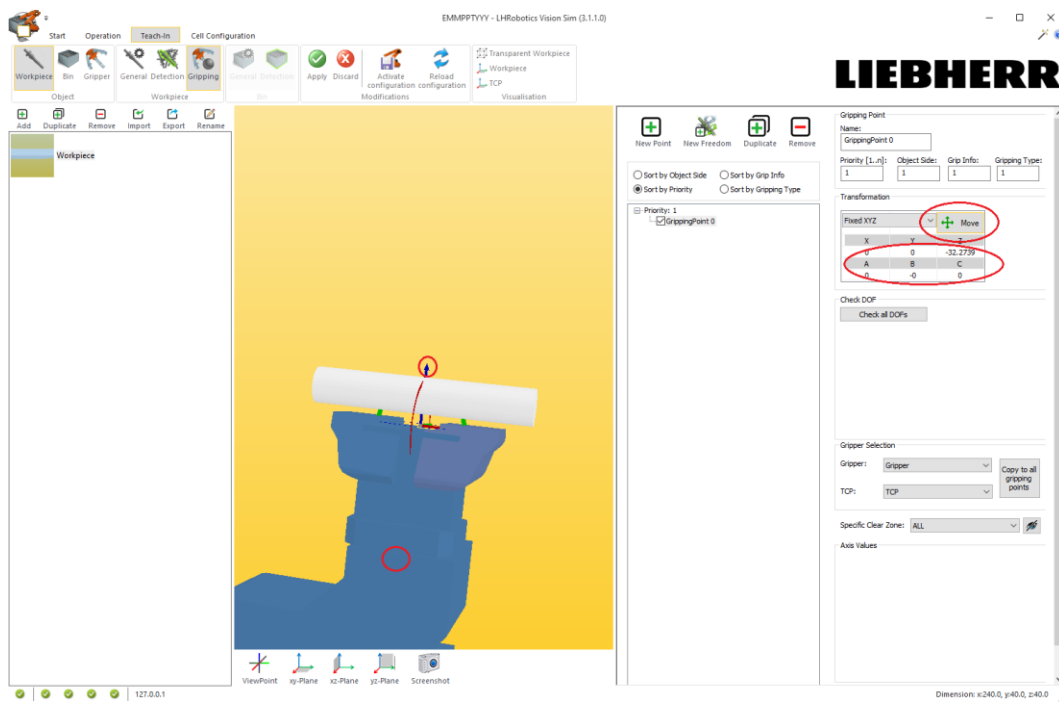 EMMPPTYYY - LHRobotics Vision Sim (3.1.1.0)
Start Operation Teach-In Cell Configuration
Workpiece Bin Gripper General Detection Gripping General Detection Apply Discard Activate configuration Reload configuration
Transparent Workpiece
Workpiece
TCP
Object Workpiece Bin Modifications Visualisation
LIEBHERR
Add Duplicate Remove Import Export Rename
Workpiece
New Point New Freedom Duplicate Remove
Sort by Object Side Sort by Grip Info
Sort by Priority Sort by Gripping Type
Priority: 1
GrippingPoint 0
Gripping Point
Name:
GrippingPoint 0
Priority [1..n]: Object Side: Grip Info: Gripping Type:
1 1 1 1
Transformation
Fixed XYZ Move
X Y Z
0 0 -32.2739
A B C
0 -0 0
Check DOF
Check all DOFs
Gripper Selection
Gripper: Gripper
TCP: TCP
Copy to all
gripping
points
Specific Clear Zone: ALL
Axis Values
ViewPoint xy-Plane xz-Plane yz-Plane Screenshot
127.0.0.1
Dimension: x:240.0, y:40.0, z:40.0